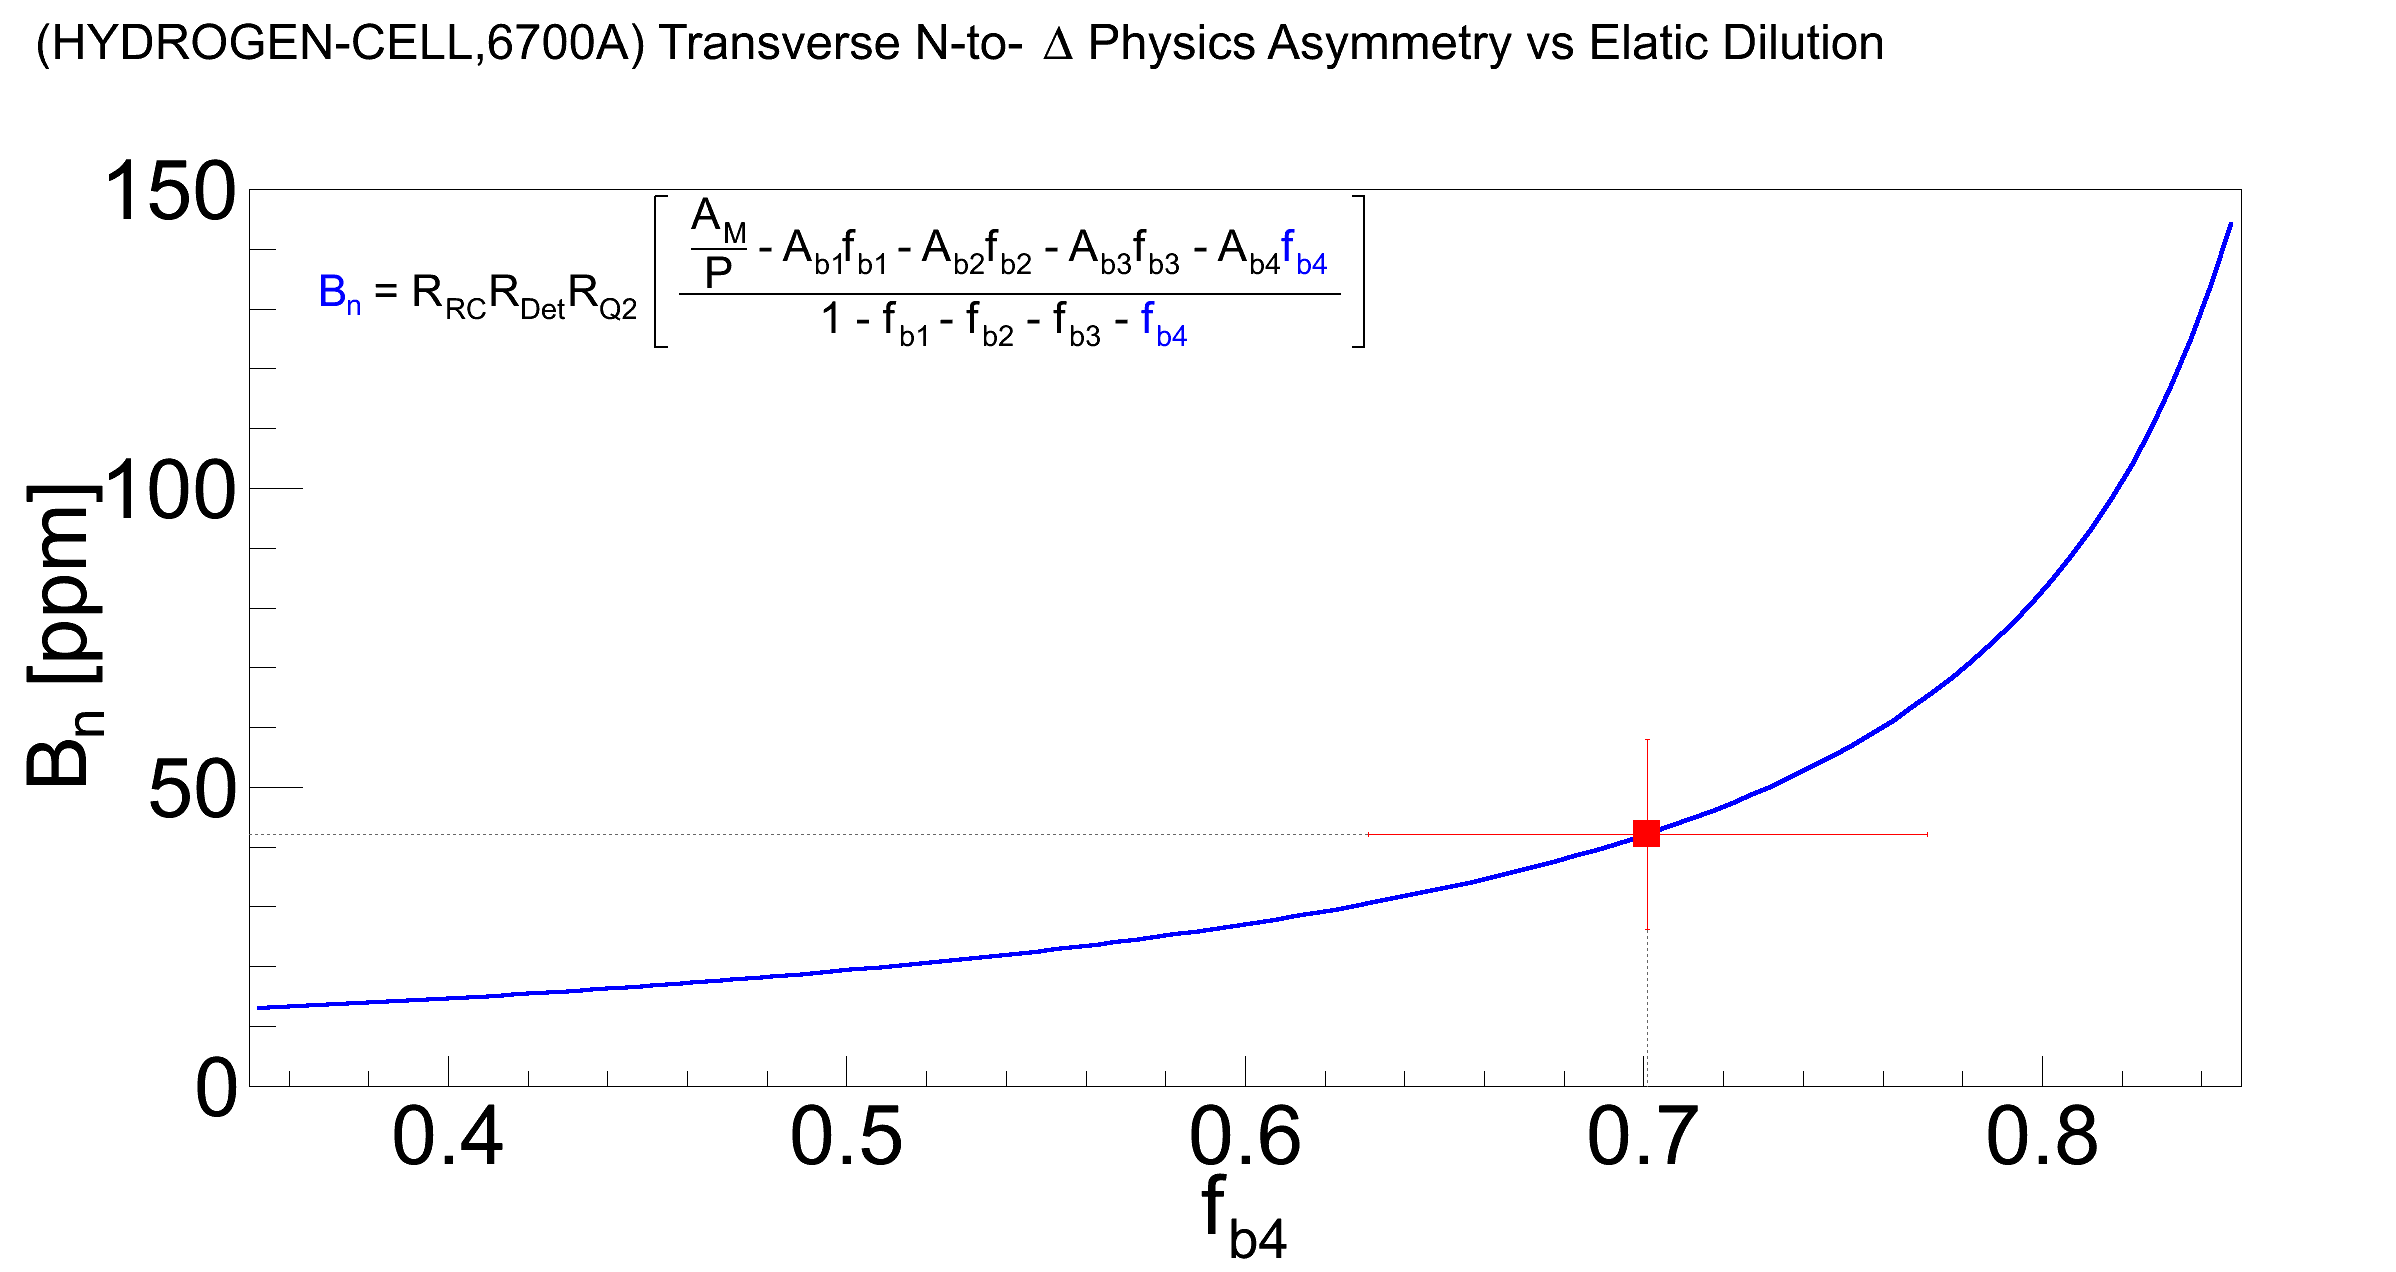 (HYDROGEN-CELL,6700A) Transverse N-to- Δ Physics Asymmetry vs Elatic Dilution
150
100
50
0
B_n [ppm]
B_n = R_RC R_Det R_Q2 [ (A_M/P - A_b1 f_b1 - A_b2 f_b2 - A_b3 f_b3 - A_b4 f_b4) / (1 - f_b1 - f_b2 - f_b3 - f_b4) ]
0.4 0.5 0.6 0.7 0.8
f_b4